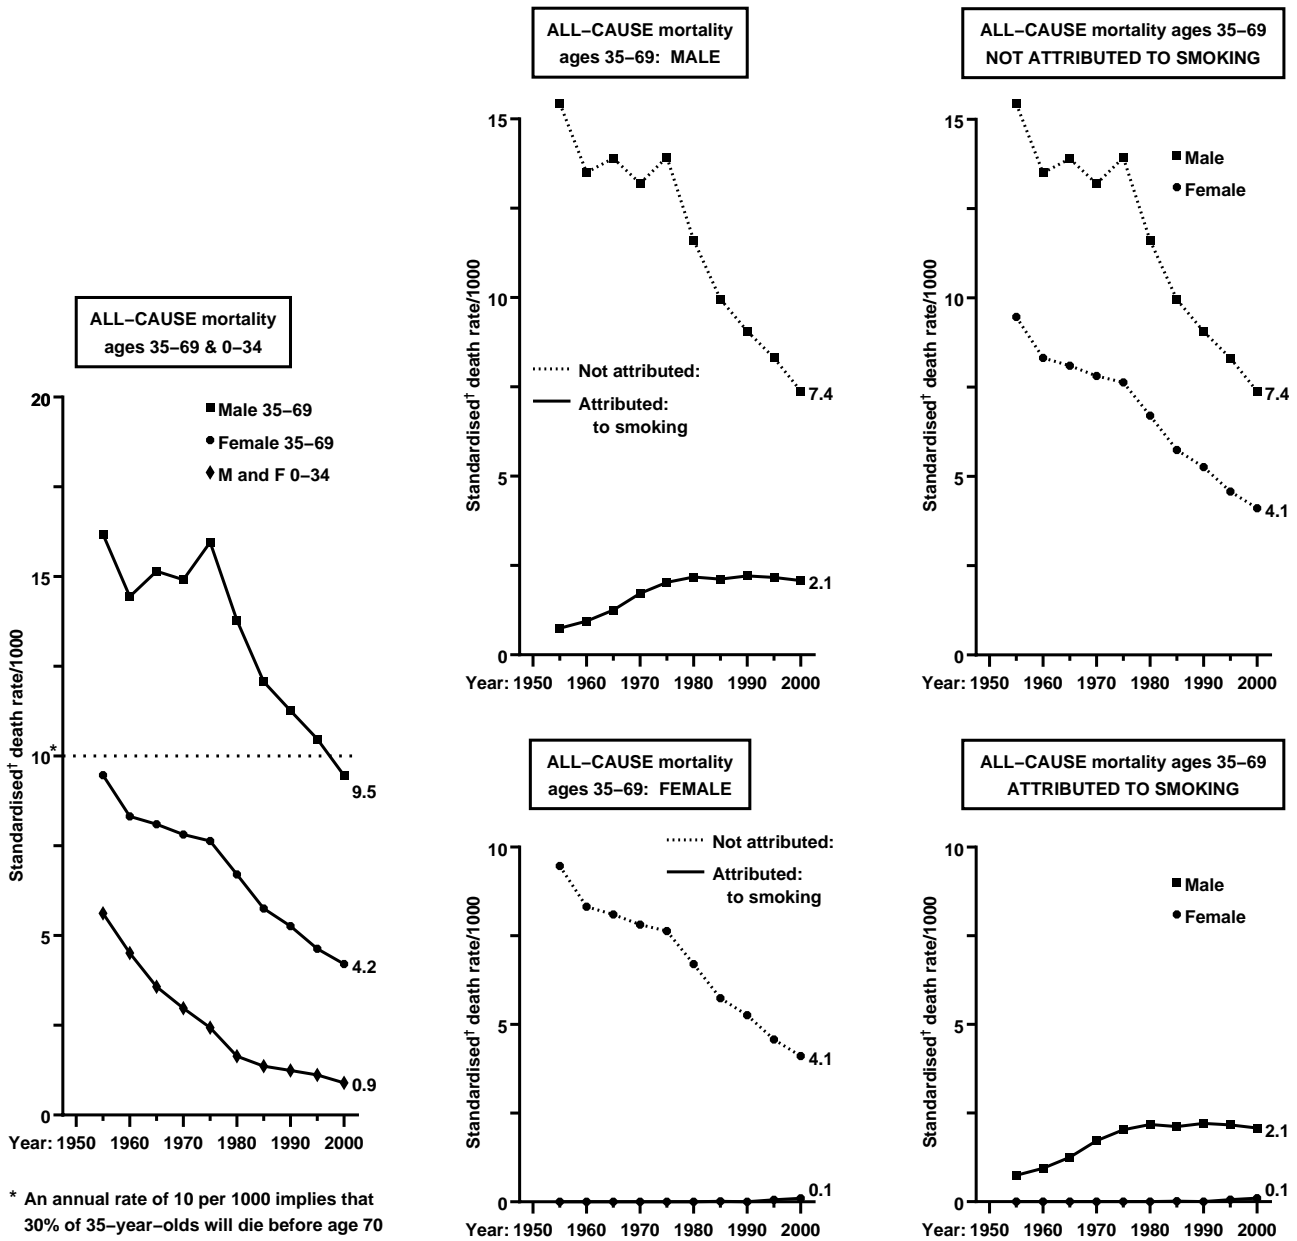 ALL–CAUSE mortality
ages 35–69 & 0–34
20
15
10*
5
0
Standardised† death rate/1000
Male 35–69
Female 35–69
M and F 0–34
9.5
4.2
0.9
Year: 1950 1960 1970 1980 1990 2000
* An annual rate of 10 per 1000 implies that
30% of 35–year–olds will die before age 70
ALL–CAUSE mortality
ages 35–69: MALE
15
10
5
0
Standardised† death rate/1000
Not attributed:
Attributed:
to smoking
7.4
2.1
Year: 1950 1960 1970 1980 1990 2000
ALL–CAUSE mortality ages 35–69
NOT ATTRIBUTED TO SMOKING
15
10
5
0
Standardised† death rate/1000
Male
Female
7.4
4.1
Year: 1950 1960 1970 1980 1990 2000
ALL–CAUSE mortality
ages 35–69: FEMALE
10
5
0
Standardised† death rate/1000
Not attributed:
Attributed:
to smoking
4.1
0.1
Year: 1950 1960 1970 1980 1990 2000
ALL–CAUSE mortality ages 35–69
ATTRIBUTED TO SMOKING
10
5
0
Standardised† death rate/1000
Male
Female
2.1
0.1
Year: 1950 1960 1970 1980 1990 2000